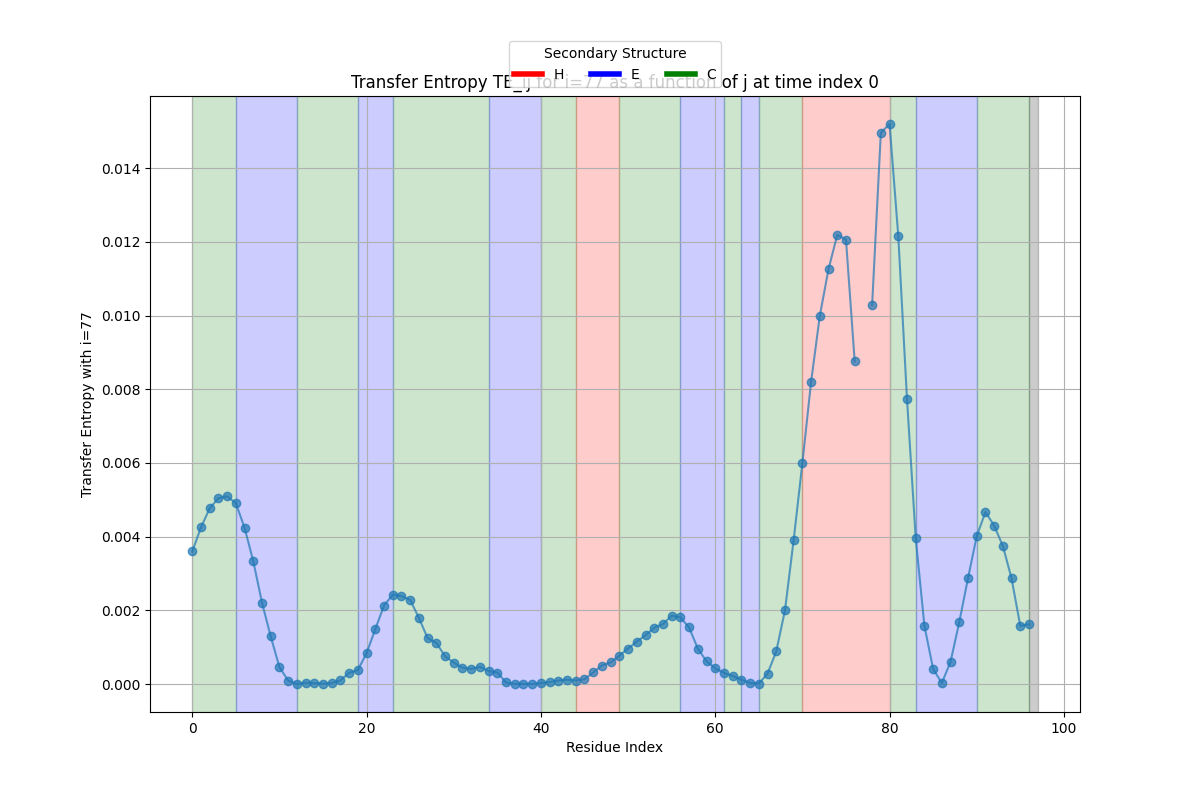 Secondary Structure
H E C
Transfer Entropy TE_ij for i=77 as a function of j at time index 0
0.014
0.012
0.010
0.008
0.006
0.004
0.002
0.000
Transfer Entropy with i=77
0 20 40 60 80 100
Residue Index